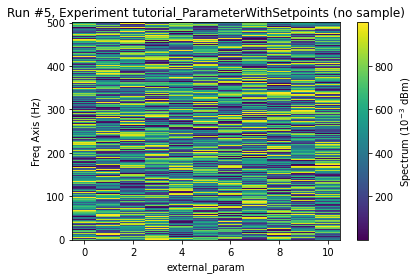 Run #5, Experiment tutorial_ParameterWithSetpoints (no sample)
500
400
300
200
100
0
Freq Axis (Hz)
0 2 4 6 8 10
external_param
800
600
400
200
Spectrum (10⁻³ dBm)